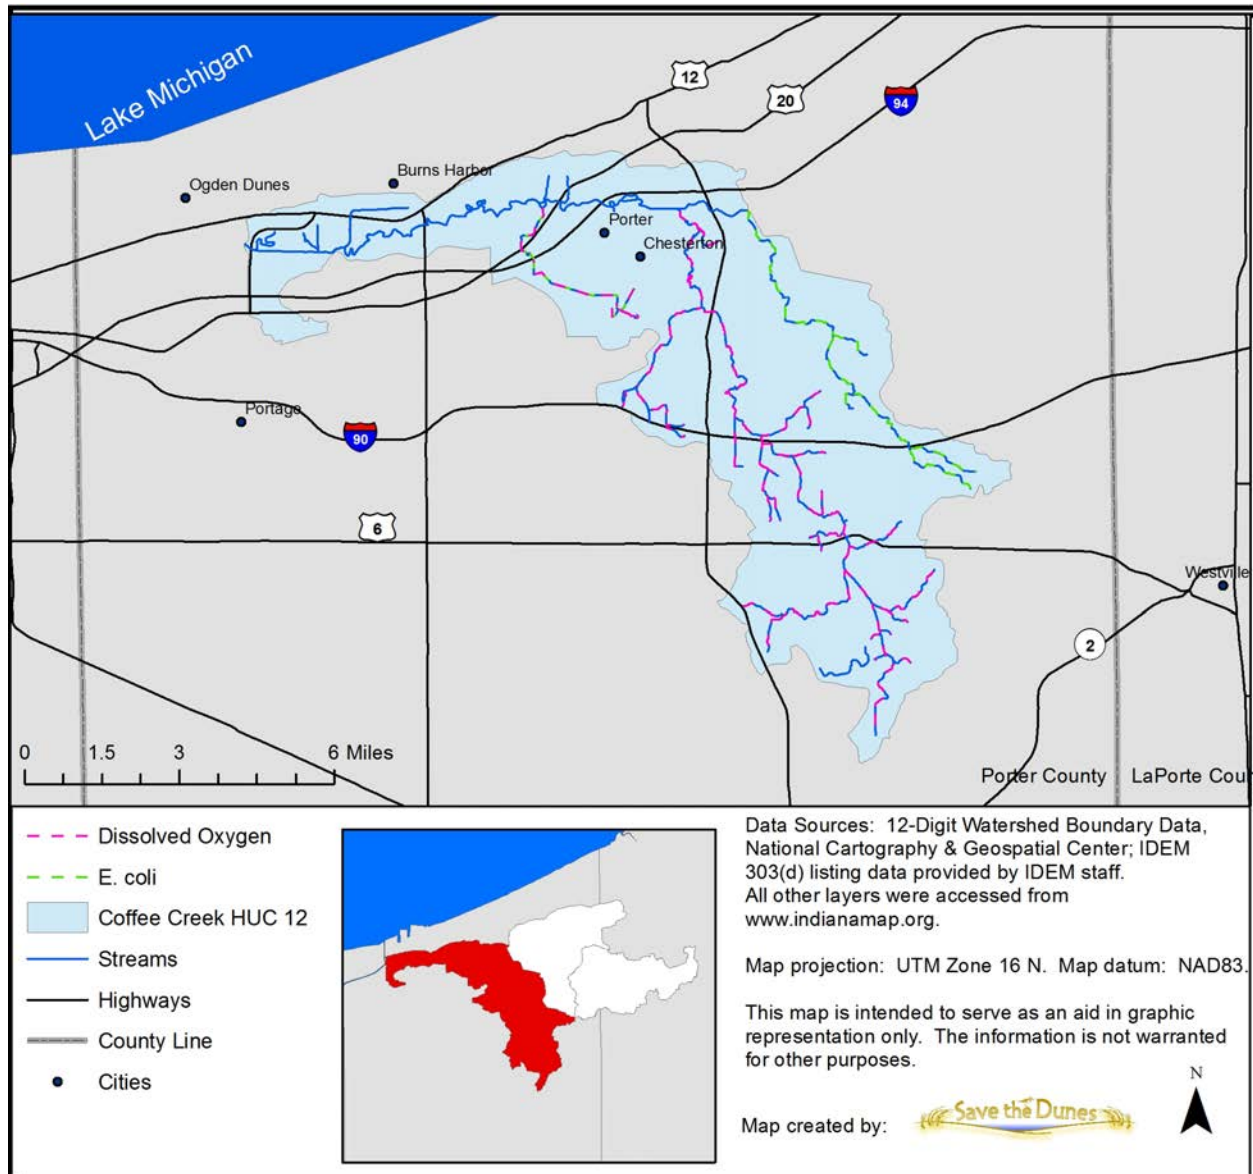 Lake Michigan
12
20
94
Ogden Dunes
Burns Harbor
Porter
Chesterton
Portage
90
6
Westville
2
0 1.5 3 6 Miles
Porter County
LaPorte Coun
Dissolved Oxygen
E. coli
Coffee Creek HUC 12
Streams
Highways
County Line
Cities
Data Sources: 12-Digit Watershed Boundary Data,
National Cartography & Geospatial Center; IDEM
303(d) listing data provided by IDEM staff.
All other layers were accessed from
www.indianamap.org.
Map projection: UTM Zone 16 N. Map datum: NAD83.
This map is intended to serve as an aid in graphic
representation only. The information is not warranted
for other purposes.
N
Map created by:
Save the Dunes